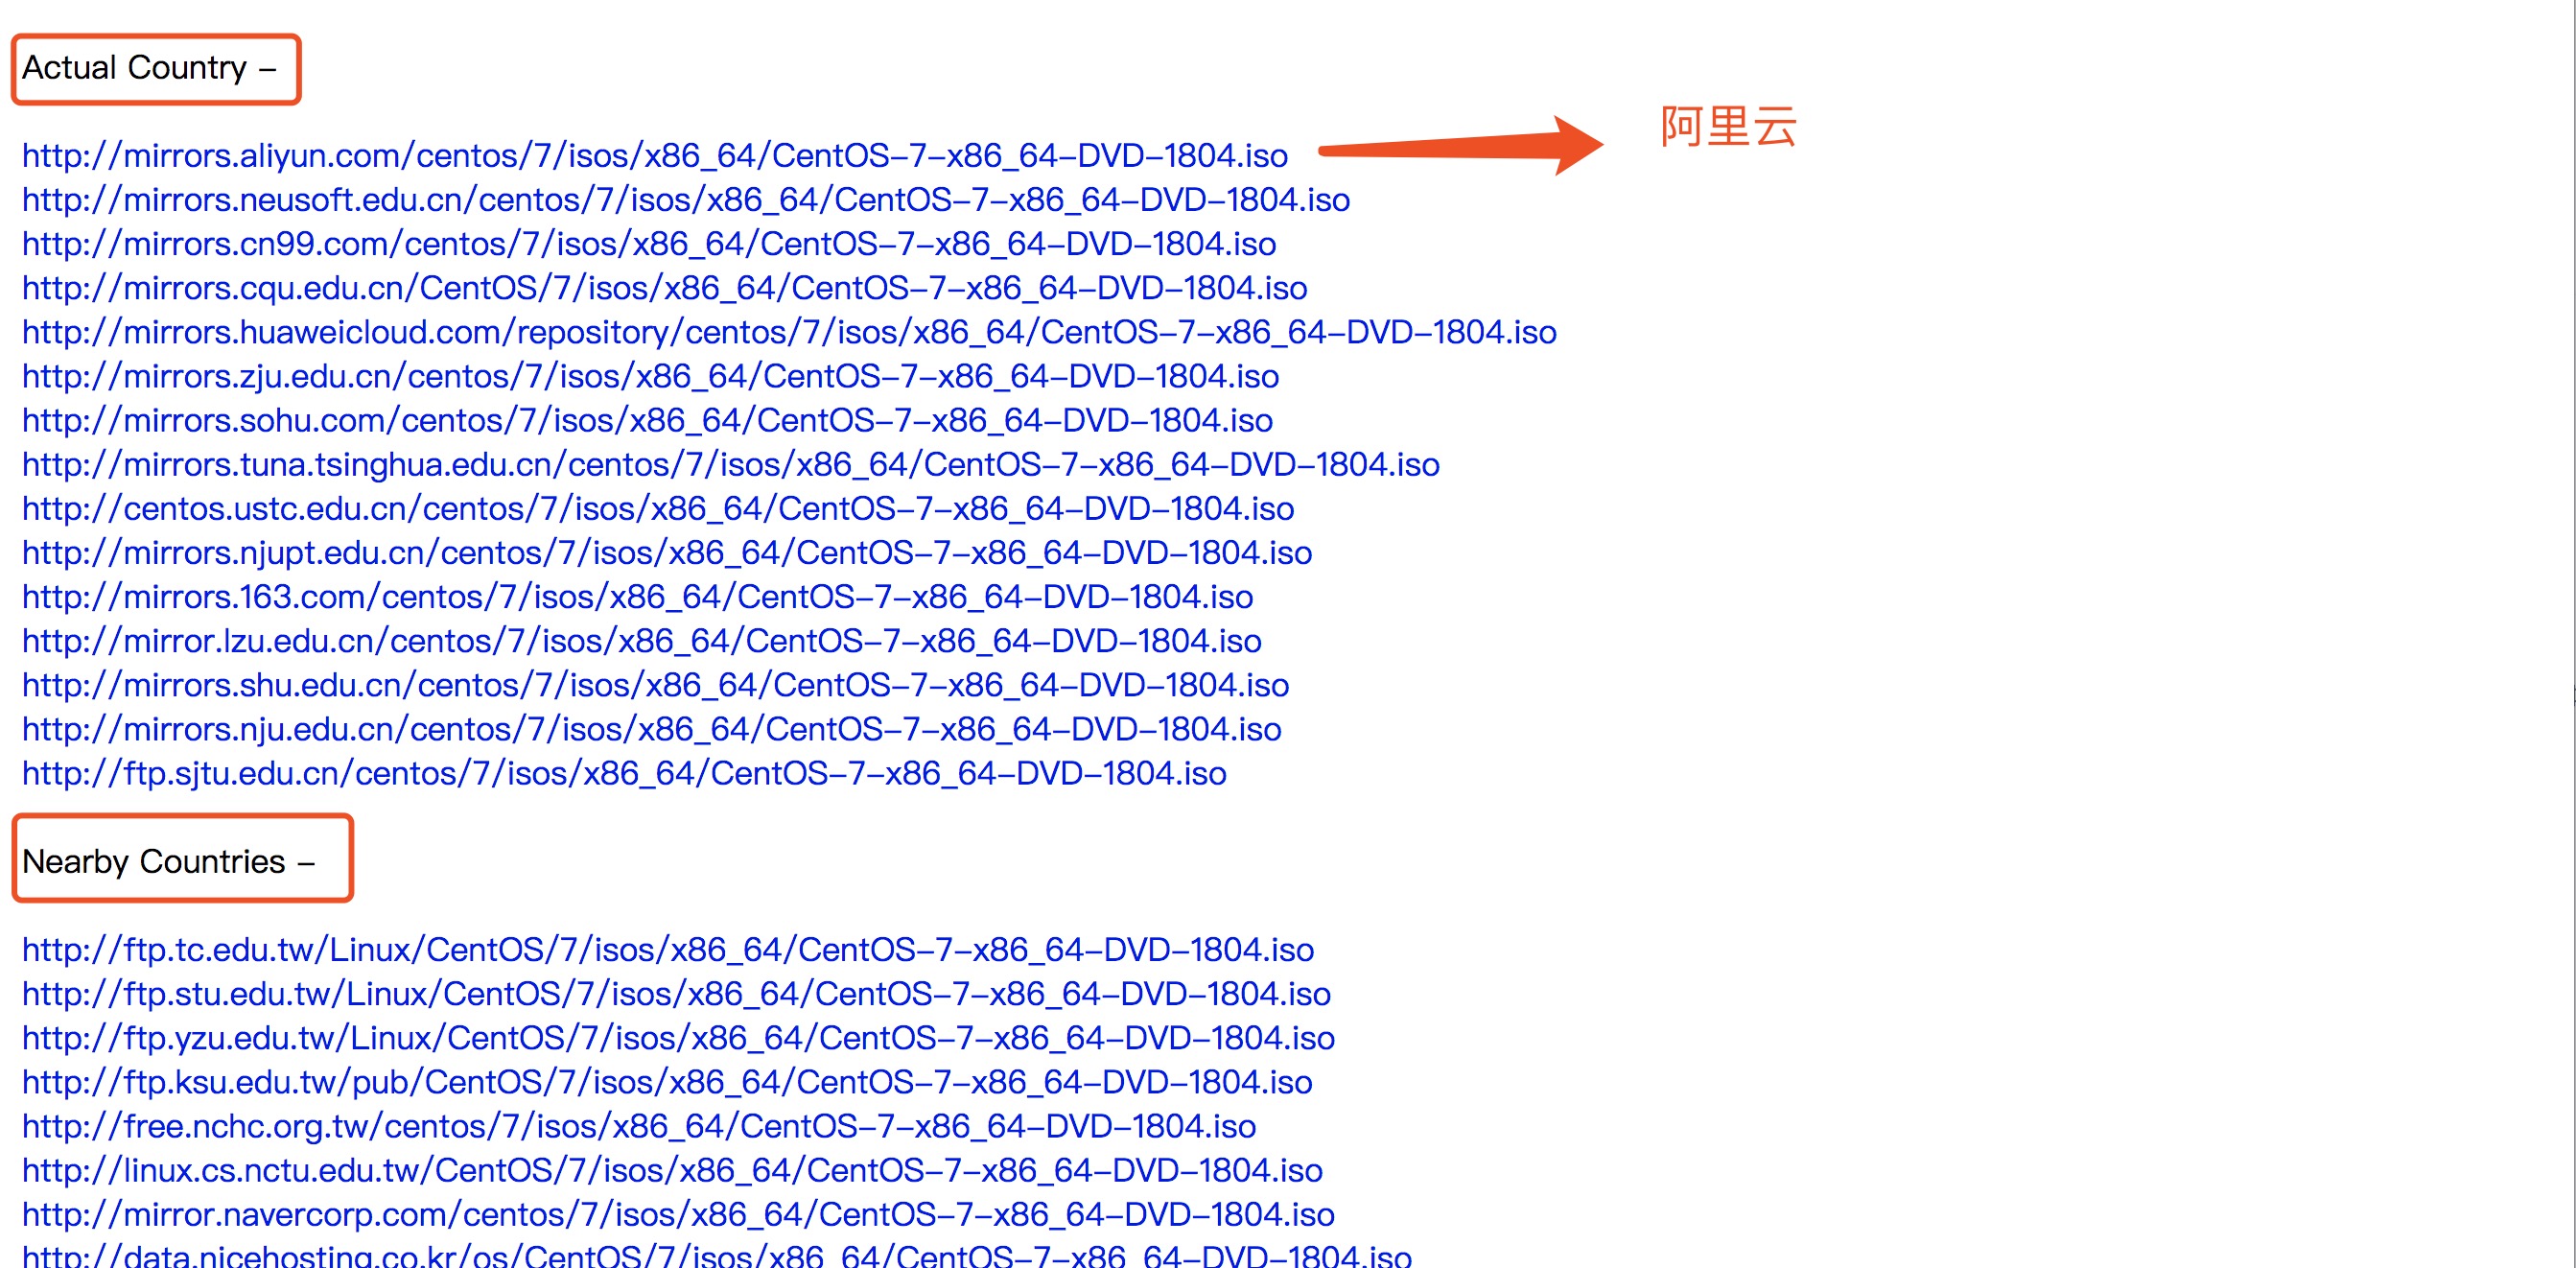 Actual Country –
http://mirrors.aliyun.com/centos/7/isos/x86_64/CentOS-7-x86_64-DVD-1804.iso
阿里云
http://mirrors.neusoft.edu.cn/centos/7/isos/x86_64/CentOS-7-x86_64-DVD-1804.iso
http://mirrors.cn99.com/centos/7/isos/x86_64/CentOS-7-x86_64-DVD-1804.iso
http://mirrors.cqu.edu.cn/CentOS/7/isos/x86_64/CentOS-7-x86_64-DVD-1804.iso
http://mirrors.huaweicloud.com/repository/centos/7/isos/x86_64/CentOS-7-x86_64-DVD-1804.iso
http://mirrors.zju.edu.cn/centos/7/isos/x86_64/CentOS-7-x86_64-DVD-1804.iso
http://mirrors.sohu.com/centos/7/isos/x86_64/CentOS-7-x86_64-DVD-1804.iso
http://mirrors.tuna.tsinghua.edu.cn/centos/7/isos/x86_64/CentOS-7-x86_64-DVD-1804.iso
http://centos.ustc.edu.cn/centos/7/isos/x86_64/CentOS-7-x86_64-DVD-1804.iso
http://mirrors.njupt.edu.cn/centos/7/isos/x86_64/CentOS-7-x86_64-DVD-1804.iso
http://mirrors.163.com/centos/7/isos/x86_64/CentOS-7-x86_64-DVD-1804.iso
http://mirror.lzu.edu.cn/centos/7/isos/x86_64/CentOS-7-x86_64-DVD-1804.iso
http://mirrors.shu.edu.cn/centos/7/isos/x86_64/CentOS-7-x86_64-DVD-1804.iso
http://mirrors.nju.edu.cn/centos/7/isos/x86_64/CentOS-7-x86_64-DVD-1804.iso
http://ftp.sjtu.edu.cn/centos/7/isos/x86_64/CentOS-7-x86_64-DVD-1804.iso
Nearby Countries –
http://ftp.tc.edu.tw/Linux/CentOS/7/isos/x86_64/CentOS-7-x86_64-DVD-1804.iso
http://ftp.stu.edu.tw/Linux/CentOS/7/isos/x86_64/CentOS-7-x86_64-DVD-1804.iso
http://ftp.yzu.edu.tw/Linux/CentOS/7/isos/x86_64/CentOS-7-x86_64-DVD-1804.iso
http://ftp.ksu.edu.tw/pub/CentOS/7/isos/x86_64/CentOS-7-x86_64-DVD-1804.iso
http://free.nchc.org.tw/centos/7/isos/x86_64/CentOS-7-x86_64-DVD-1804.iso
http://linux.cs.nctu.edu.tw/CentOS/7/isos/x86_64/CentOS-7-x86_64-DVD-1804.iso
http://mirror.navercorp.com/centos/7/isos/x86_64/CentOS-7-x86_64-DVD-1804.iso
http://data.nicehosting.co.kr/os/CentOS/7/isos/x86_64/CentOS-7-x86_64-DVD-1804.iso